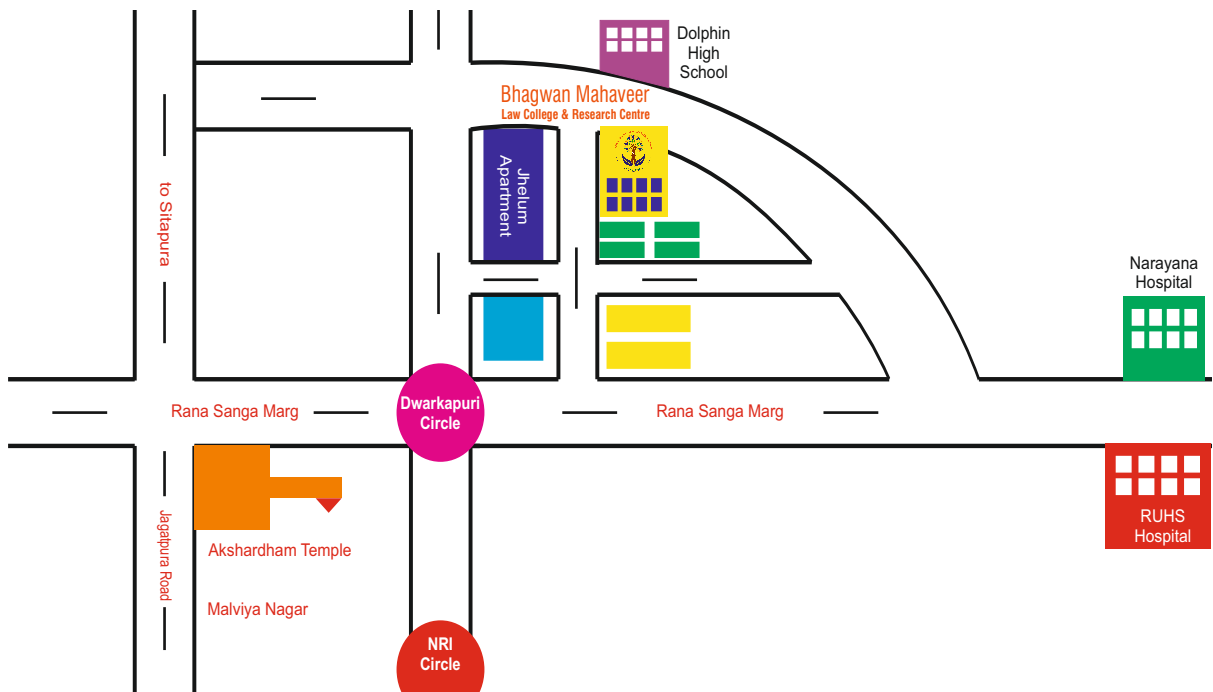 Dolphin
High
School
Bhagwan Mahaveer
Law College & Research Centre
Jhelum
Apartment
to Sitapura
Narayana
Hospital
Rana Sanga Marg
Dwarkapuri
Circle
Rana Sanga Marg
RUHS
Hospital
Jagatpura Road
Akshardham Temple
Malviya Nagar
NRI
Circle